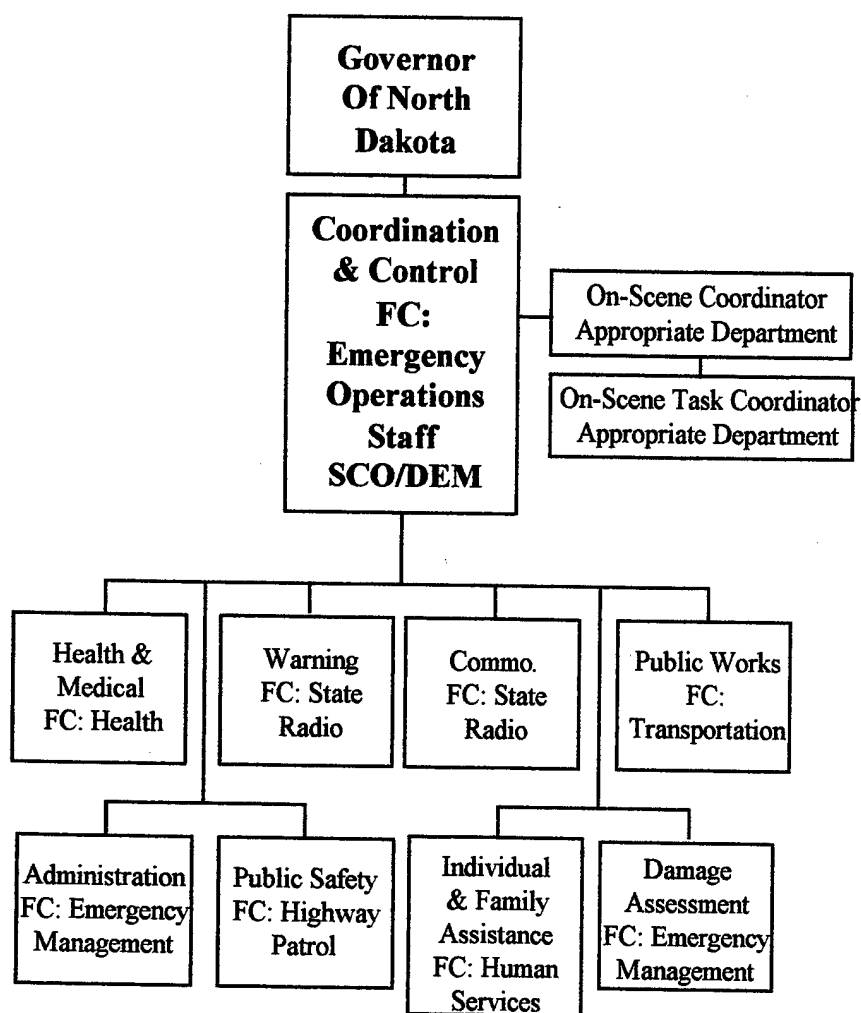 Governor
Of North
Dakota
Coordination
& Control
FC:
Emergency
Operations
Staff
SCO/DEM
On-Scene Coordinator
Appropriate Department
On-Scene Task Coordinator
Appropriate Department
Health &
Medical
FC: Health
Warning
FC: State
Radio
Commo.
FC: State
Radio
Public Works
FC:
Transportation
Administration
FC: Emergency
Management
Public Safety
FC: Highway
Patrol
Individual
& Family
Assistance
FC: Human
Services
Damage
Assessment
FC: Emergency
Management